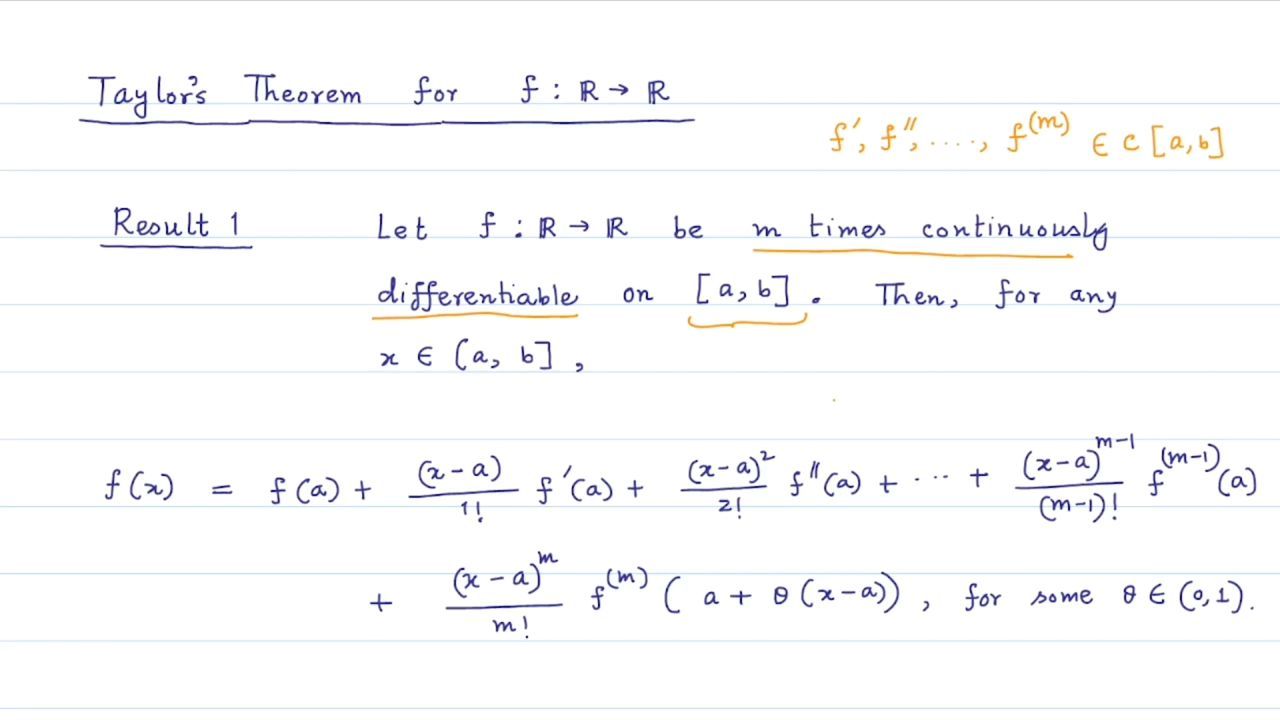 Taylor's Theorem for f : ℝ → ℝ
f', f'', ...., f^(m) ∈ C [a,b]
Result 1 Let f : ℝ → ℝ be m times continuously
differentiable on [a, b]. Then, for any
x ∈ (a, b],
f(x) = f(a) + (x-a)/1! f'(a) + (x-a)^2/2! f''(a) + ... + (x-a)^(m-1)/(m-1)! f^(m-1)(a)
+ (x-a)^m/m! f^(m) (a + θ(x-a)), for some θ ∈ (0,1).